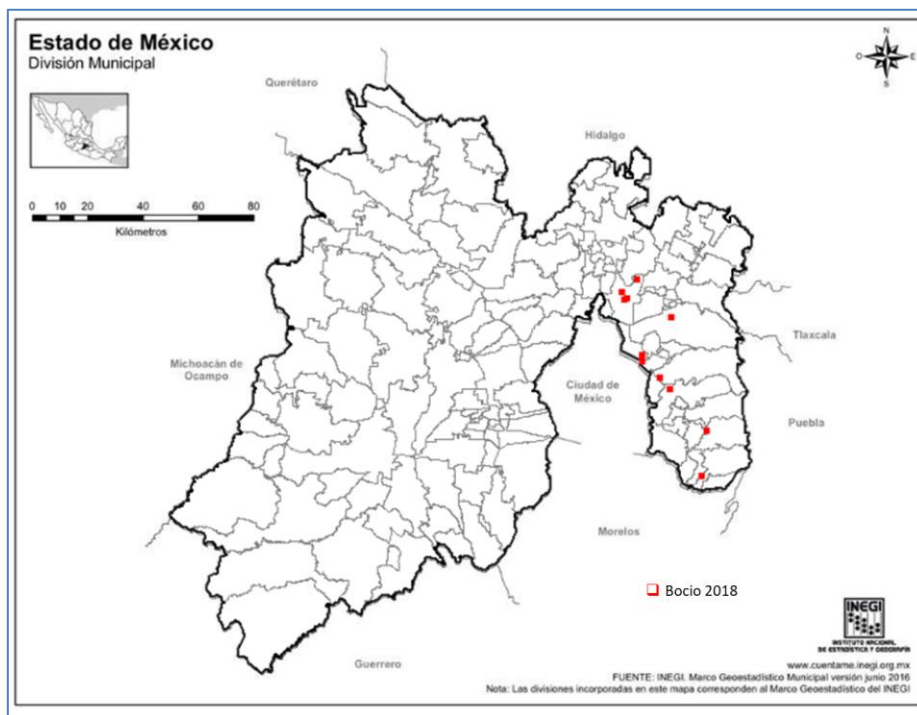 Estado de México
División Municipal
N
O
E
S
Querétaro
Hidalgo
0 10 20 40 60 80
Kilómetros
Tlaxcala
Michoacán de
Ocampo
Ciudad de
México
Puebla
Morelos
Bocio 2018
INEGI
INSTITUTO NACIONAL
DE ESTADÍSTICA Y GEOGRAFÍA
Guerrero
www.cuentame.inegi.org.mx
FUENTE: INEGI. Marco Geoestadístico Municipal versión junio 2016
Nota: Las divisiones incorporadas en este mapa corresponden al Marco Geoestadístico del INEGI